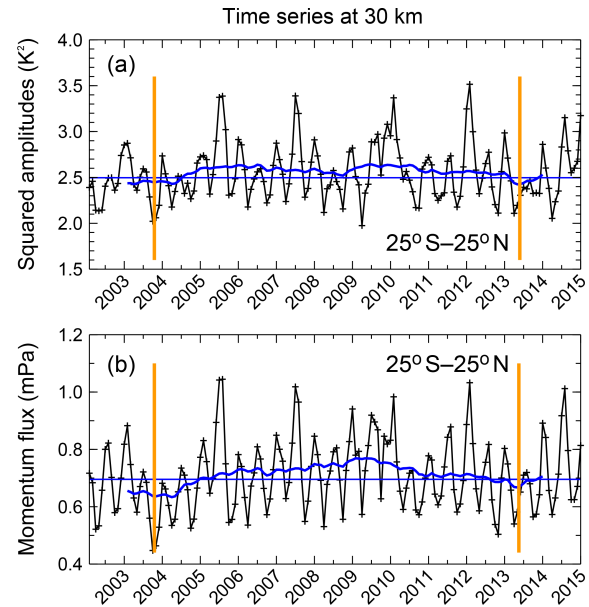 Time series at 30 km
Squared amplitudes (K²)
4.0
3.5
3.0
2.5
2.0
1.5
(a)
25° S–25° N
2003 2004 2005 2006 2007 2008 2009 2010 2011 2012 2013 2014 2015
Momentum flux (mPa)
1.2
1.0
0.8
0.6
0.4
(b)
25° S–25° N
2003 2004 2005 2006 2007 2008 2009 2010 2011 2012 2013 2014 2015